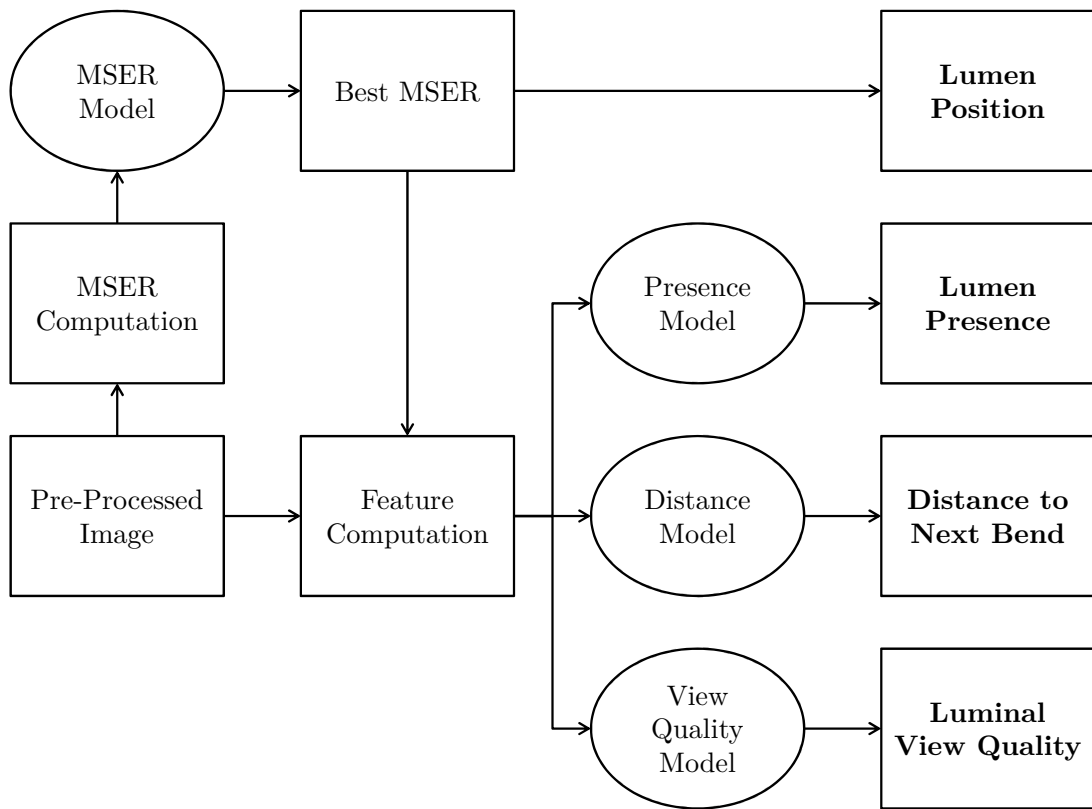 MSER
Model
Best MSER
Lumen
Position
MSER
Computation
Presence
Model
Lumen
Presence
Pre-Processed
Image
Feature
Computation
Distance
Model
Distance to
Next Bend
View
Quality
Model
Luminal
View Quality